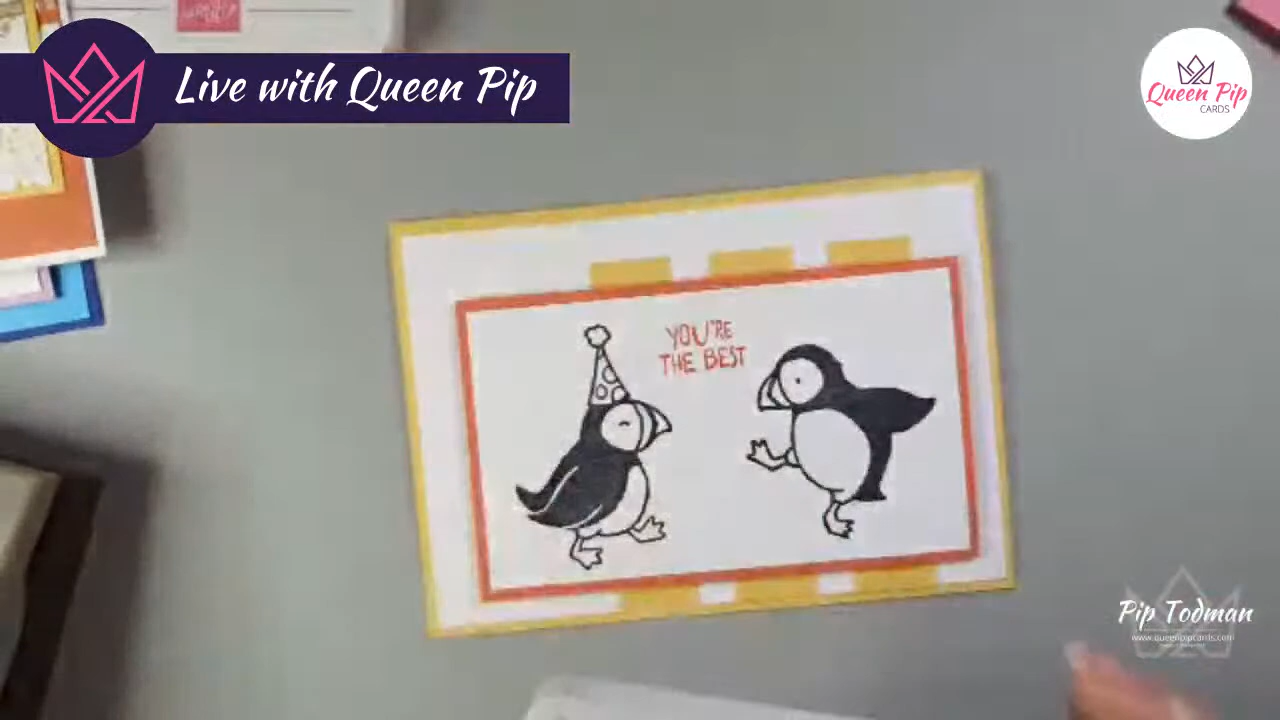 Live with Queen Pip
Queen Pip
CARDS
YOU'RE
THE BEST
Pip Todman
www.queenpipcards.com